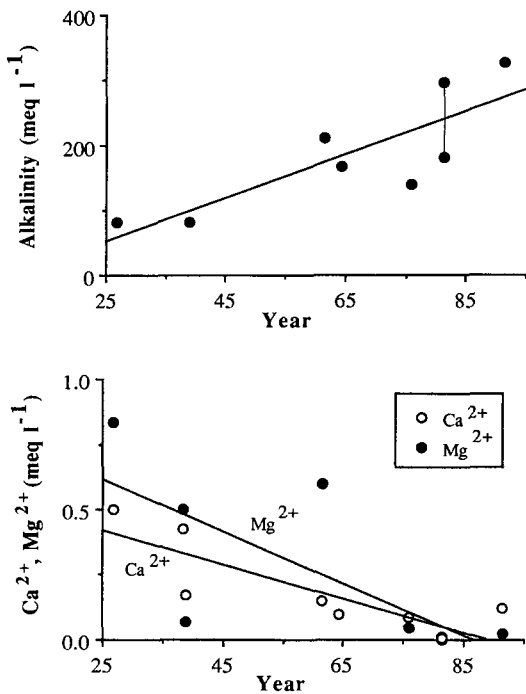 Alkalinity (meq l⁻¹)
400
200
0
25 45 65 85
Year
Ca²⁺, Mg²⁺ (meq l⁻¹)
1.0
0.5
0.0
Ca²⁺
Mg²⁺
Mg²⁺
Ca²⁺
25 45 65 85
Year